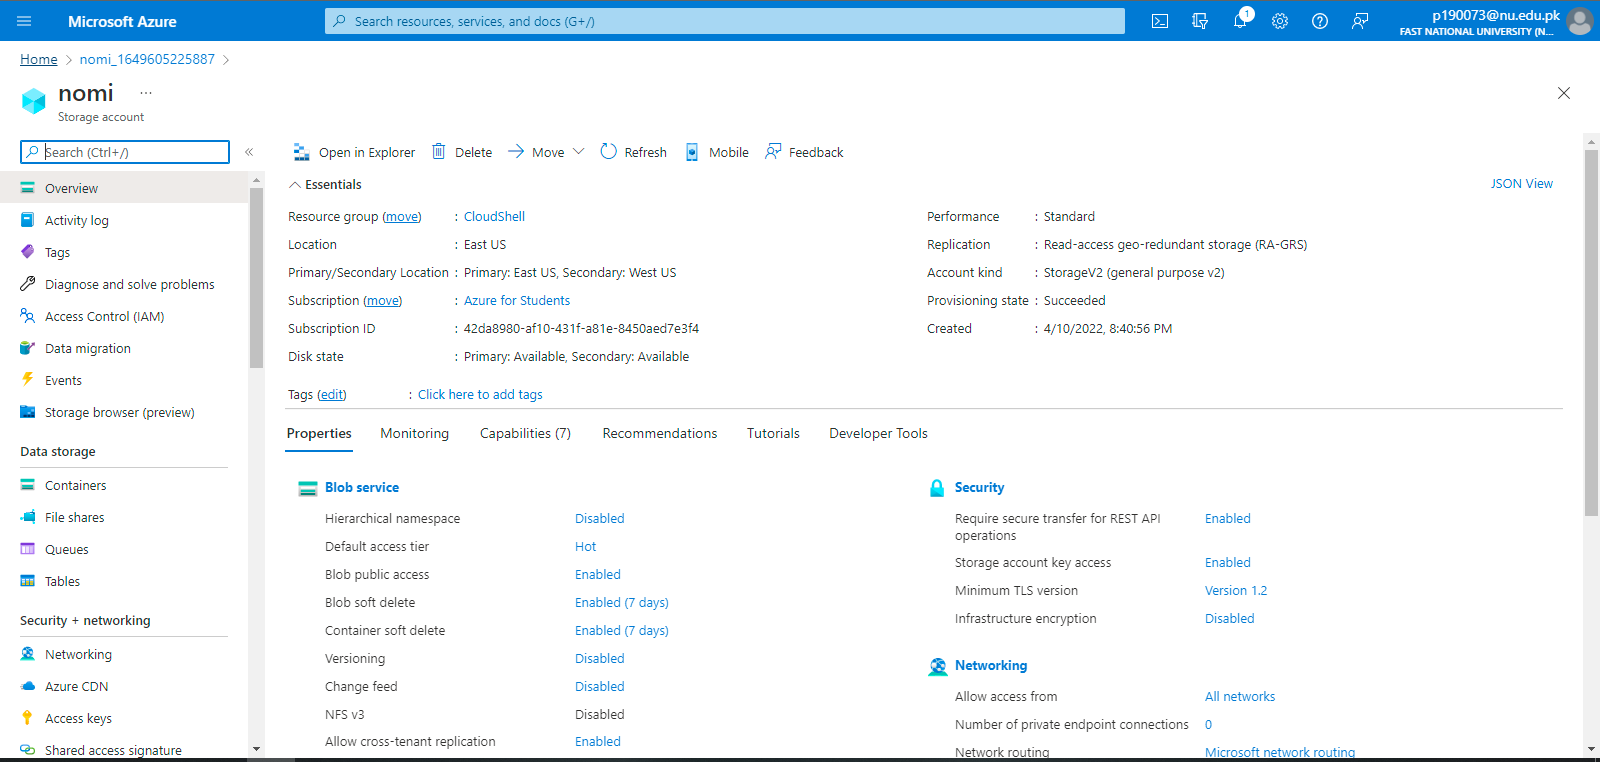 Microsoft Azure
Search resources, services, and docs (G+/)
1
p190073@nu.edu.pk
FAST NATIONAL UNIVERSITY (N...
Home > nomi_1649605225887 >
nomi ...
Storage account
Search (Ctrl+/)
«
Overview
Activity log
Tags
Diagnose and solve problems
Access Control (IAM)
Data migration
Events
Storage browser (preview)
Data storage
Containers
File shares
Queues
Tables
Security + networking
Networking
Azure CDN
Access keys
Shared access signature
Open in Explorer Delete Move Refresh Mobile Feedback
Essentials
JSON View
Resource group (move) : CloudShell
Location : East US
Primary/Secondary Location : Primary: East US, Secondary: West US
Subscription (move) : Azure for Students
Subscription ID : 42da8980-af10-431f-a81e-8450aed7e3f4
Disk state : Primary: Available, Secondary: Available
Performance : Standard
Replication : Read-access geo-redundant storage (RA-GRS)
Account kind : StorageV2 (general purpose v2)
Provisioning state : Succeeded
Created : 4/10/2022, 8:40:56 PM
Tags (edit) : Click here to add tags
Properties Monitoring Capabilities (7) Recommendations Tutorials Developer Tools
Blob service
Hierarchical namespace Disabled
Default access tier Hot
Blob public access Enabled
Blob soft delete Enabled (7 days)
Container soft delete Enabled (7 days)
Versioning Disabled
Change feed Disabled
NFS v3 Disabled
Allow cross-tenant replication Enabled
Security
Require secure transfer for REST API Enabled
operations
Storage account key access Enabled
Minimum TLS version Version 1.2
Infrastructure encryption Disabled
Networking
Allow access from All networks
Number of private endpoint connections 0
Network routing Microsoft network routing